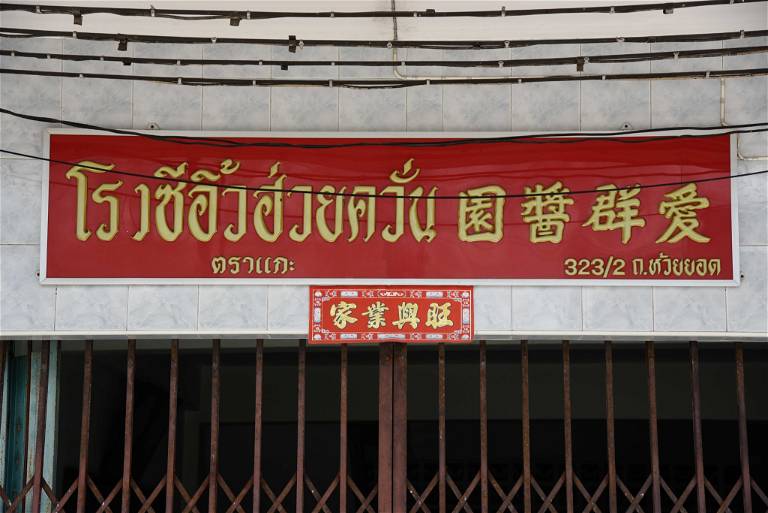 โรงซีอิ้วฮ่วยควั่น 園醬群愛
ตราแกะ
323/2 ถ.ห้วยยอด
家業興旺